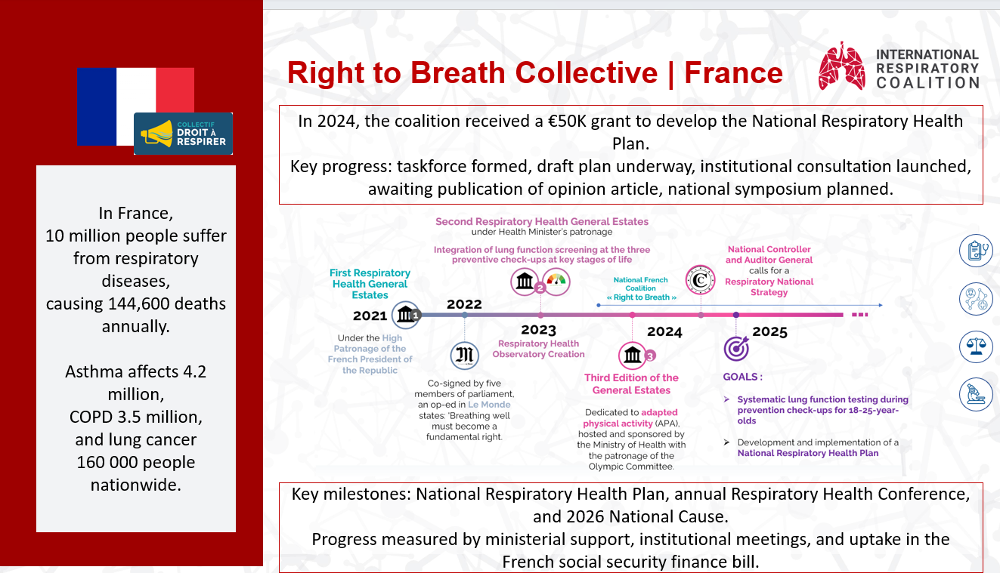 Right to Breath Collective | France
INTERNATIONAL
RESPIRATORY
COALITION
COLLECTIF
DROIT À
RESPIRER
In France,
10 million people suffer
from respiratory
diseases,
causing 144,600 deaths
annually.
Asthma affects 4.2
million,
COPD 3.5 million,
and lung cancer
160 000 people
nationwide.
In 2024, the coalition received a €50K grant to develop the National Respiratory Health
Plan.
Key progress: taskforce formed, draft plan underway, institutional consultation launched,
awaiting publication of opinion article, national symposium planned.
First Respiratory
Health General
Estates
2021
1
Under the High
Patronage of the
French President of
the Republic
2022
Co-signed by five
members of parliament,
an op-ed in Le Monde
states: 'Breathing well
must become a
fundamental right.
Second Respiratory Health General Estates
under Health Minister's patronage
Integration of lung function screening at the three
preventive check-ups at key stages of life
2
2023
Respiratory Health
Observatory Creation
National French
Coalition
« Right to Breath »
2024
3
Third Edition of the
General Estates
Dedicated to adapted
physical activity (APA),
hosted and sponsored by
the Ministry of Health with
the patronage of the
Olympic Committee.
National Controller
and Auditor General
calls for a
Respiratory National
Strategy
2025
GOALS :
Systematic lung function testing during
prevention check-ups for 18-25-year-
olds
Development and implementation of a
National Respiratory Health Plan
Key milestones: National Respiratory Health Plan, annual Respiratory Health Conference,
and 2026 National Cause.
Progress measured by ministerial support, institutional meetings, and uptake in the
French social security finance bill.